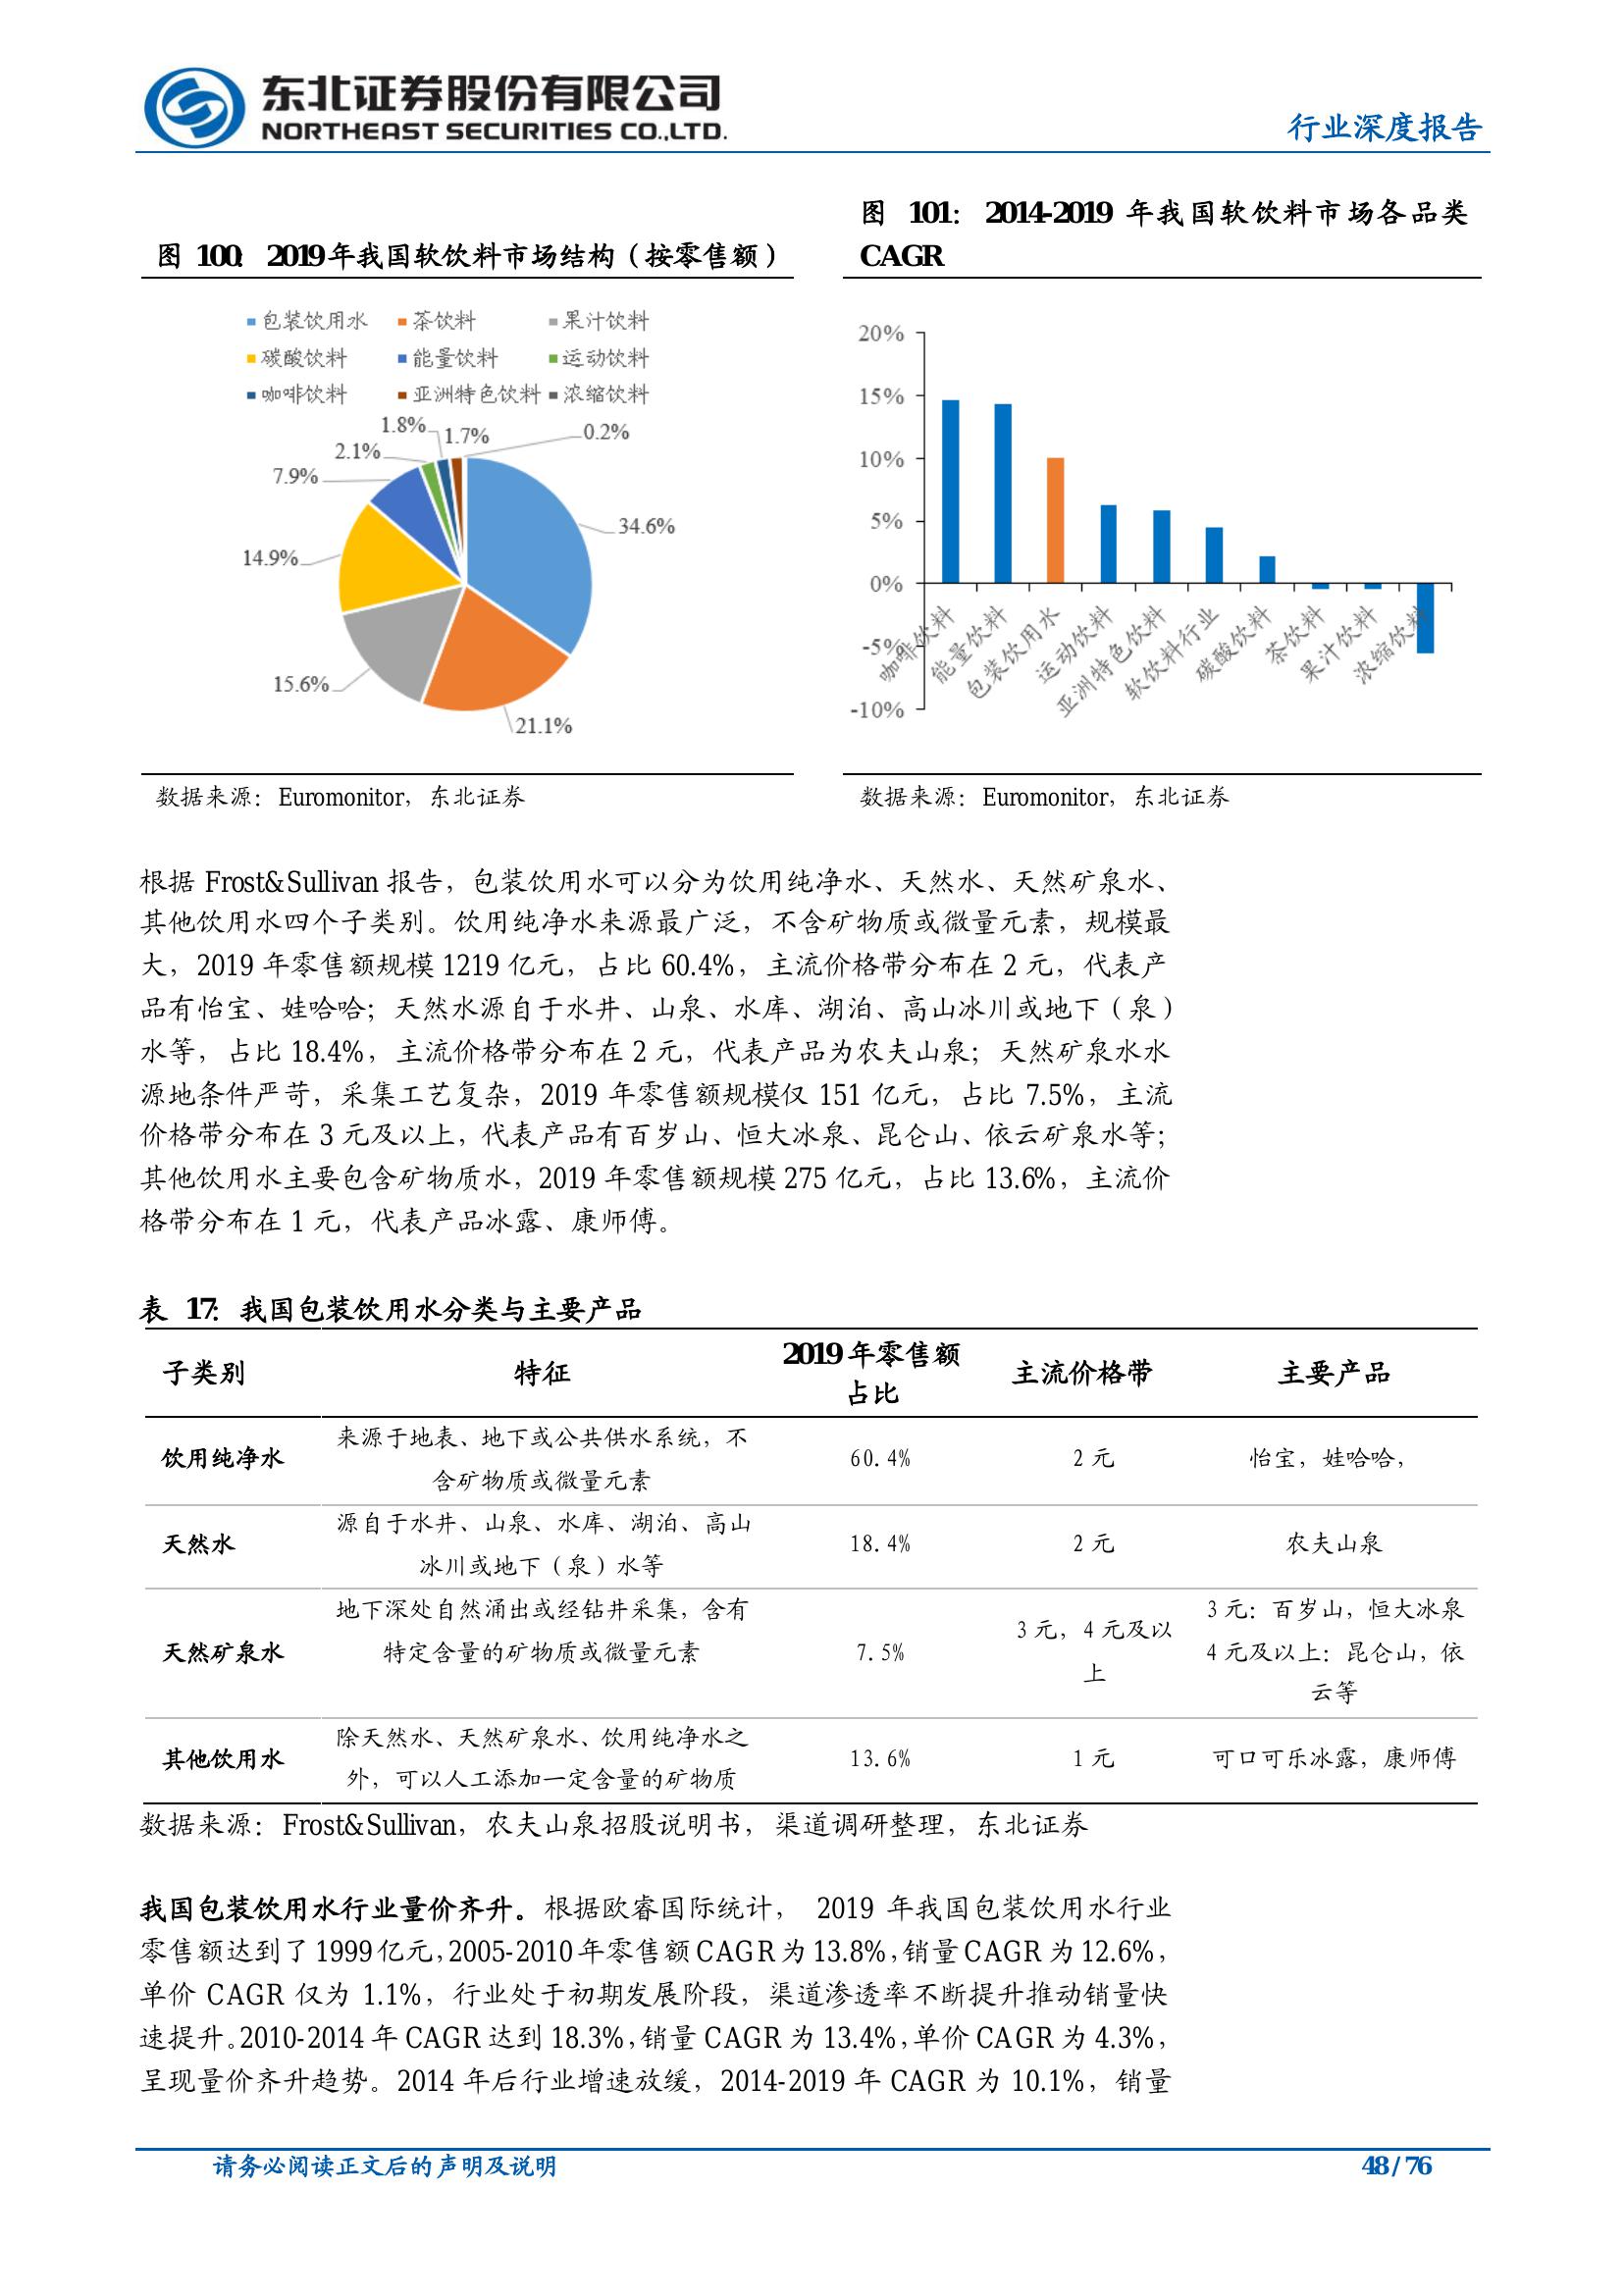 东北证券股份有限公司
NORTHEAST SECURITIES CO.,LTD.
行业深度报告
图 100: 2019年我国软饮料市场结构（按零售额）
包装饮用水 茶饮料 果汁饮料
碳酸饮料 能量饮料 运动饮料
咖啡饮料 亚洲特色饮料 浓缩饮料
1.8%
1.7%
0.2%
2.1%
7.9%
34.6%
14.9%
15.6%
21.1%
数据来源：Euromonitor，东北证券
图 101: 2014-2019 年我国软饮料市场各品类
CAGR
20%
15%
10%
5%
0%
-5%
-10%
咖啡饮料
能量饮料
包装饮用水
运动饮料
亚洲特色饮料
软饮料行业
碳酸饮料
茶饮料
果汁饮料
浓缩饮料
数据来源：Euromonitor，东北证券
根据 Frost&Sullivan 报告，包装饮用水可以分为饮用纯净水、天然水、天然矿泉水、
其他饮用水四个子类别。饮用纯净水来源最广泛，不含矿物质或微量元素，规模最
大，2019 年零售额规模 1219 亿元，占比 60.4%，主流价格带分布在 2 元，代表产
品有怡宝、娃哈哈；天然水源自于水井、山泉、水库、湖泊、高山冰川或地下（泉）
水等，占比 18.4%，主流价格带分布在 2 元，代表产品为农夫山泉；天然矿泉水水
源地条件严苛，采集工艺复杂，2019 年零售额规模仅 151 亿元，占比 7.5%，主流
价格带分布在 3 元及以上，代表产品有百岁山、恒大冰泉、昆仑山、依云矿泉水等；
其他饮用水主要包含矿物质水，2019 年零售额规模 275 亿元，占比 13.6%，主流价
格带分布在 1 元，代表产品冰露、康师傅。
表 17: 我国包装饮用水分类与主要产品
子类别 特征 2019 年零售额 主流价格带 主要产品
占比
来源于地表、地下或公共供水系统，不
饮用纯净水 60.4% 2 元 怡宝，娃哈哈，
含矿物质或微量元素
源自于水井、山泉、水库、湖泊、高山
天然水 18.4% 2 元 农夫山泉
冰川或地下（泉）水等
地下深处自然涌出或经钻井采集，含有 3 元：百岁山，恒大冰泉
天然矿泉水 特定含量的矿物质或微量元素 7.5% 3 元，4 元及以 4 元及以上：昆仑山，依
上 云等
除天然水、天然矿泉水、饮用纯净水之
其他饮用水 13.6% 1 元 可口可乐冰露，康师傅
外，可以人工添加一定含量的矿物质
数据来源：Frost&Sullivan，农夫山泉招股说明书，渠道调研整理，东北证券
我国包装饮用水行业量价齐升。根据欧睿国际统计， 2019 年我国包装饮用水行业
零售额达到了 1999 亿元，2005-2010 年零售额 CAGR 为 13.8%，销量 CAGR 为 12.6%，
单价 CAGR 仅为 1.1%，行业处于初期发展阶段，渠道渗透率不断提升推动销量快
速提升。2010-2014 年 CAGR 达到 18.3%，销量 CAGR 为 13.4%，单价 CAGR 为 4.3%，
呈现量价齐升趋势。2014 年后行业增速放缓，2014-2019 年 CAGR 为 10.1%，销量
请务必阅读正文后的声明及说明
48 / 76